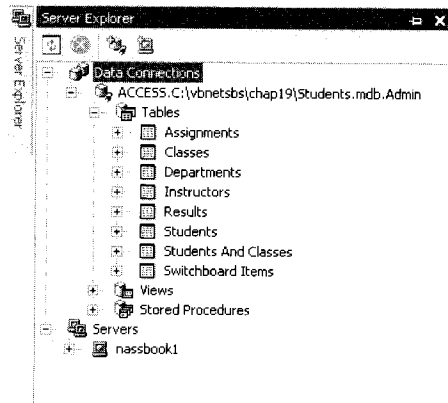 Server Explorer
Server Explorer
Data Connections
ACCESS.C:\vbnetsbs\chap19\Students.mdb.Admin
Tables
Assignments
Classes
Departments
Instructors
Results
Students
Students And Classes
Switchboard Items
Views
Stored Procedures
Servers
nassbook1